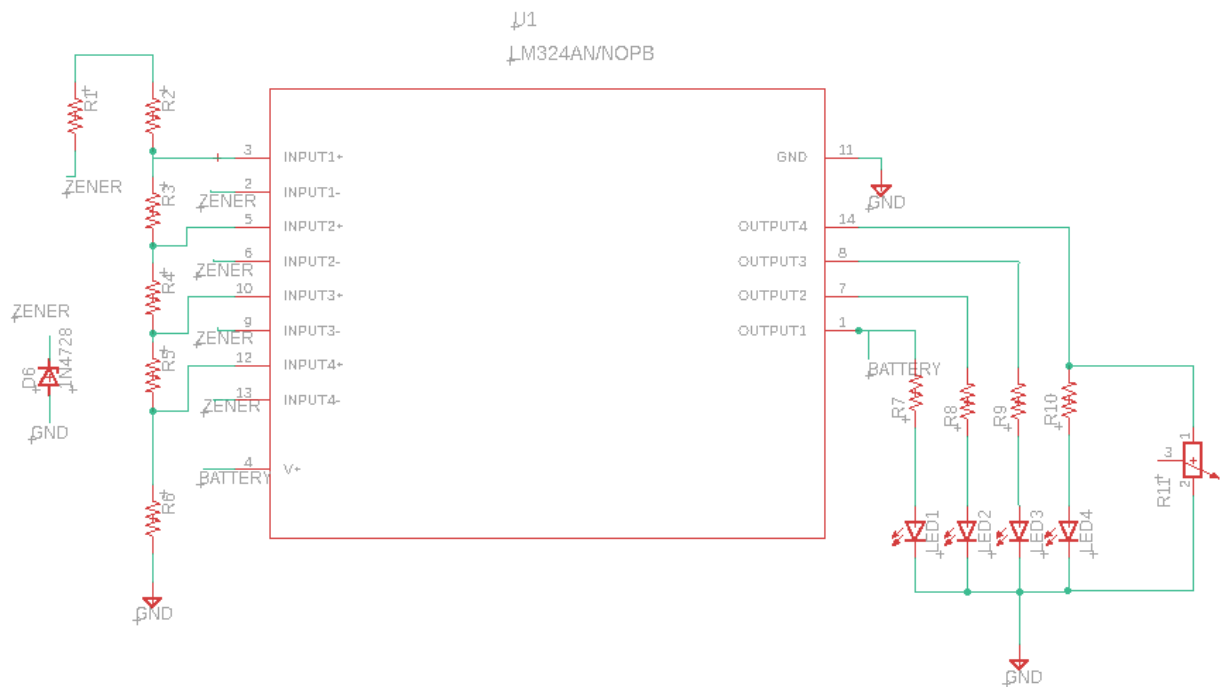 U1
LM324AN/NOPB
R1
R2
ZENER
3
INPUT1+
GND
11
GND
R3
ZENER
2
INPUT1-
5
INPUT2+
OUTPUT4
14
ZENER
6
INPUT2-
OUTPUT3
8
R4
10
INPUT3+
OUTPUT2
7
ZENER
ZENER
9
INPUT3-
OUTPUT1
1
D6
1N4728
R5
12
INPUT4+
BATTERY
ZENER
13
INPUT4-
R7
R8
R9
R10
GND
BATTERY
4
V+
1
3
2
R11
R6
LED1
LED2
LED3
LED4
GND
GND